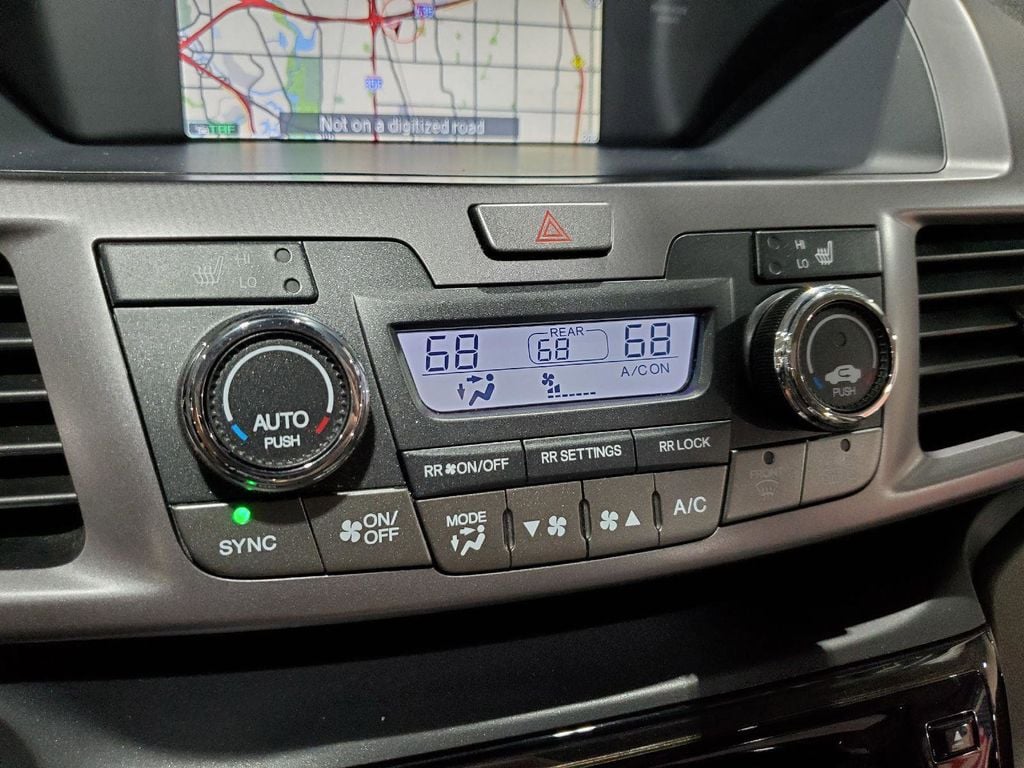 TRF
Not on a digitized road
HI
LO
HI
LO
REAR
68 68 68
A/C ON
AUTO
PUSH
PUSH
RR ON/OFF
RR SETTINGS
RR LOCK
SYNC
ON/
OFF
MODE
A/C